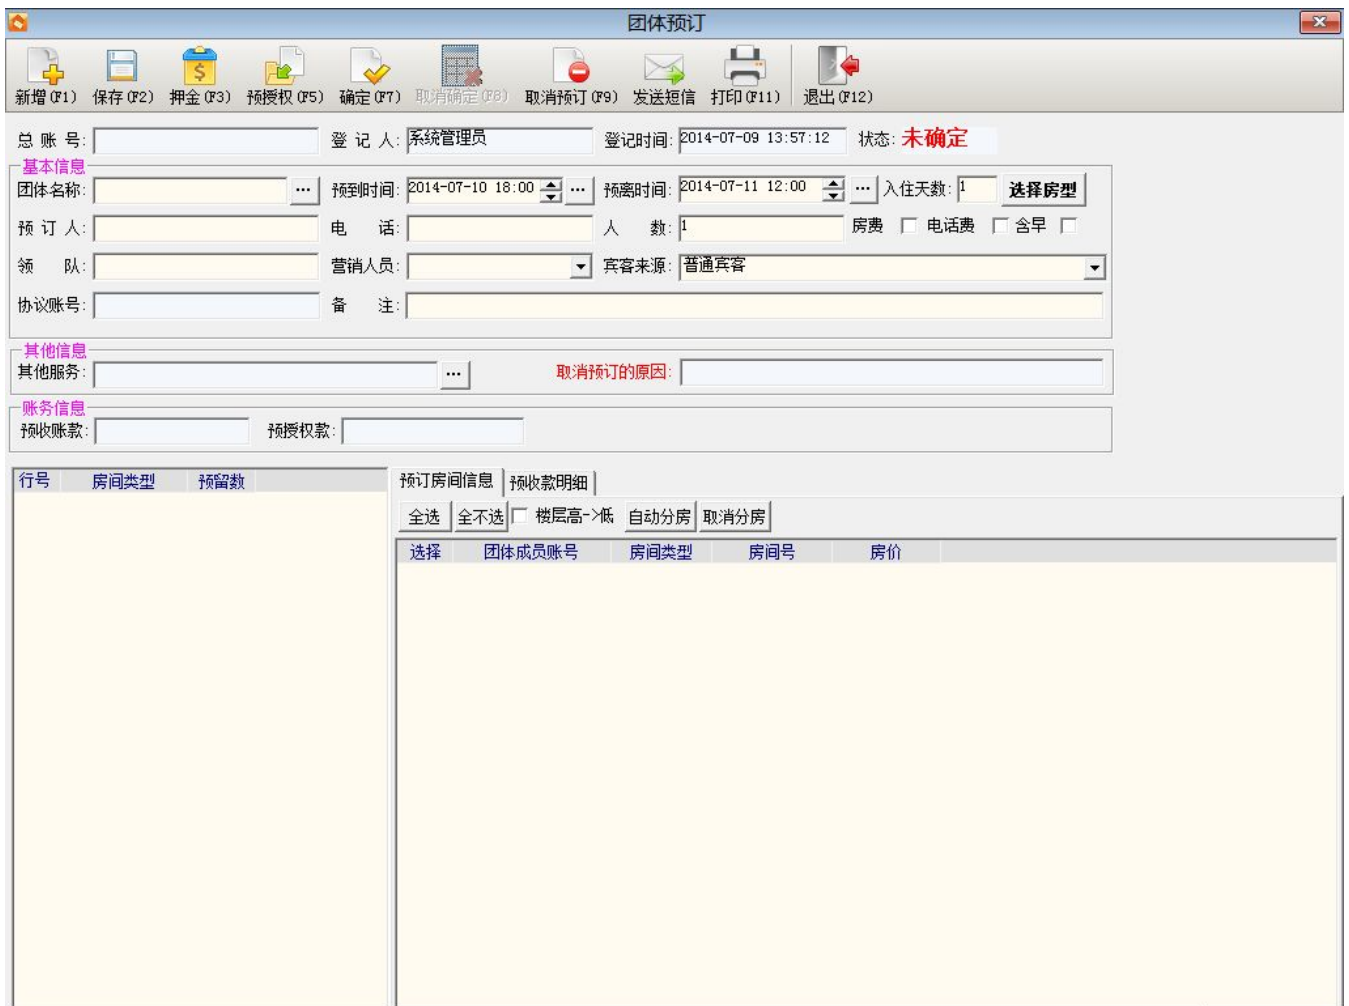 团体预订
新增(F1) 保存(F2) 押金(F3) 预授权(F5) 确定(F7) 取消确定(F8) 取消预订(F9) 发送短信 打印(F11) 退出(F12)
总 账 号: 登 记 人: 系统管理员 登记时间: 2014-07-09 13:57:12 状态: 未确定
基本信息
团体名称: ... 预到时间: 2014-07-10 18:00 ... 预离时间: 2014-07-11 12:00 ... 入住天数: 1 选择房型
预 订 人: 电 话: 人 数: 1 房费 电话费 含早
领 队: 营销人员: 宾客来源: 普通宾客
协议账号: 备 注:
其他信息
其他服务: ... 取消预订的原因:
账务信息
预收账款: 预授权款:
行号 房间类型 预留数
预订房间信息 预收款明细
全选 全不选 楼层高->低 自动分房 取消分房
选择 团体成员账号 房间类型 房间号 房价